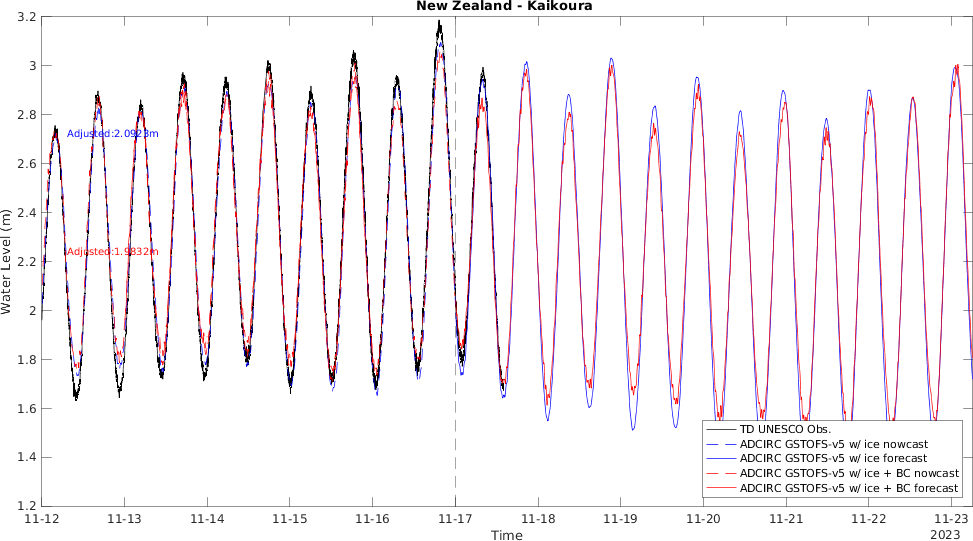 New Zealand - Kaikoura
3.2
3
2.8
2.6
2.4
2.2
2
1.8
1.6
1.4
1.2
Water Level (m)
Adjusted:2.0923m
Adjusted:1.9832m
TD UNESCO Obs.
ADCIRC GSTOFS-v5 w/ ice nowcast
ADCIRC GSTOFS-v5 w/ ice forecast
ADCIRC GSTOFS-v5 w/ ice + BC nowcast
ADCIRC GSTOFS-v5 w/ ice + BC forecast
11-12 11-13 11-14 11-15 11-16 11-17 11-18 11-19 11-20 11-21 11-22 11-23
2023
Time